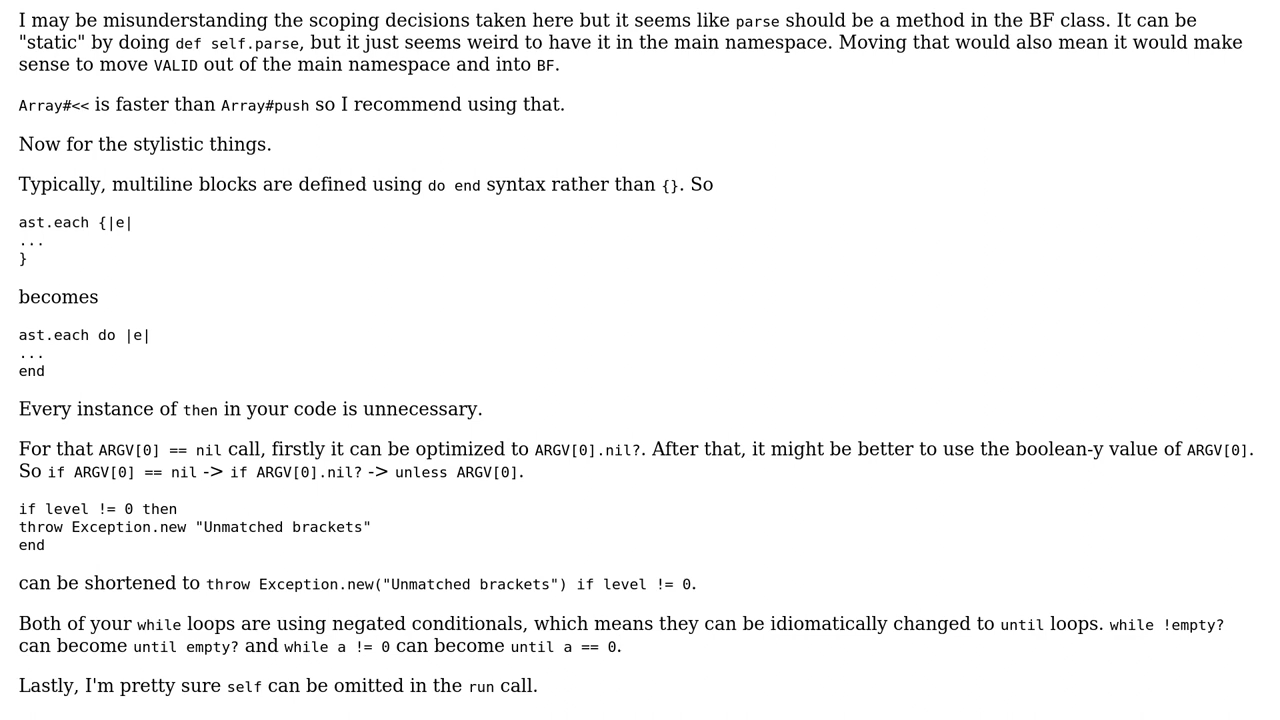 I may be misunderstanding the scoping decisions taken here but it seems like parse should be a method in the BF class. It can be
"static" by doing def self.parse, but it just seems weird to have it in the main namespace. Moving that would also mean it would make
sense to move VALID out of the main namespace and into BF.
Array#<< is faster than Array#push so I recommend using that.
Now for the stylistic things.
Typically, multiline blocks are defined using do end syntax rather than {}. So
ast.each {|e|
...
}
becomes
ast.each do |e|
...
end
Every instance of then in your code is unnecessary.
For that ARGV[0] == nil call, firstly it can be optimized to ARGV[0].nil?. After that, it might be better to use the boolean-y value of ARGV[0].
So if ARGV[0] == nil -> if ARGV[0].nil? -> unless ARGV[0].
if level != 0 then
throw Exception.new "Unmatched brackets"
end
can be shortened to throw Exception.new("Unmatched brackets") if level != 0.
Both of your while loops are using negated conditionals, which means they can be idiomatically changed to until loops. while !empty?
can become until empty? and while a != 0 can become until a == 0.
Lastly, I'm pretty sure self can be omitted in the run call.